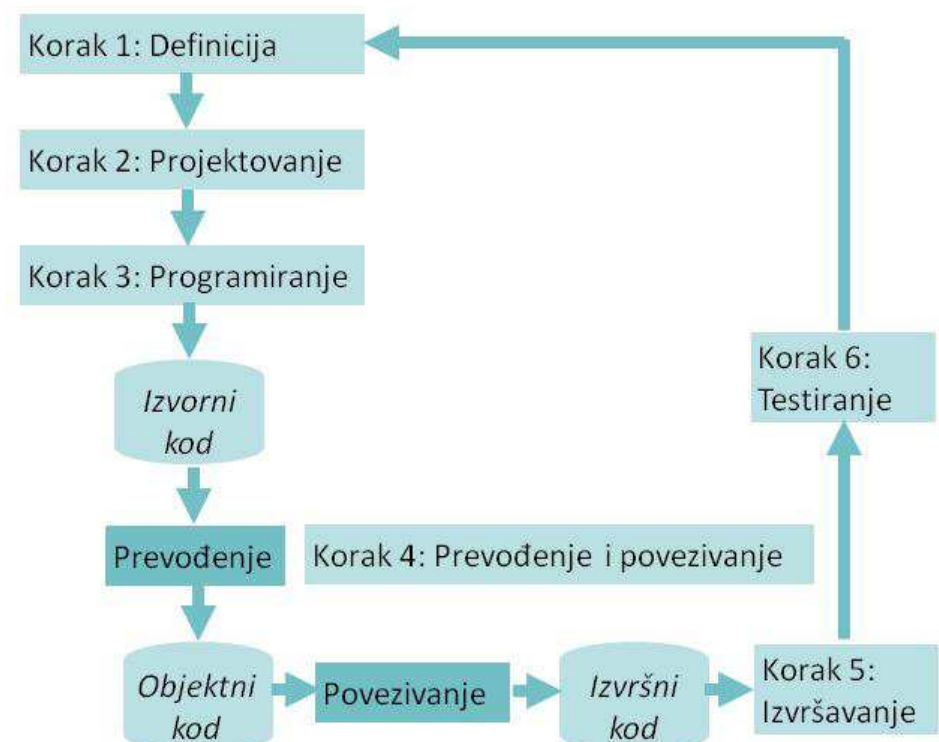 Korak 1: Definicija
Korak 2: Projektovanje
Korak 3: Programiranje
Izvorni
kod
Prevođenje
Korak 4: Prevođenje i povezivanje
Objektni
kod
Povezivanje
Izvršni
kod
Korak 5:
Izvršavanje
Korak 6:
Testiranje